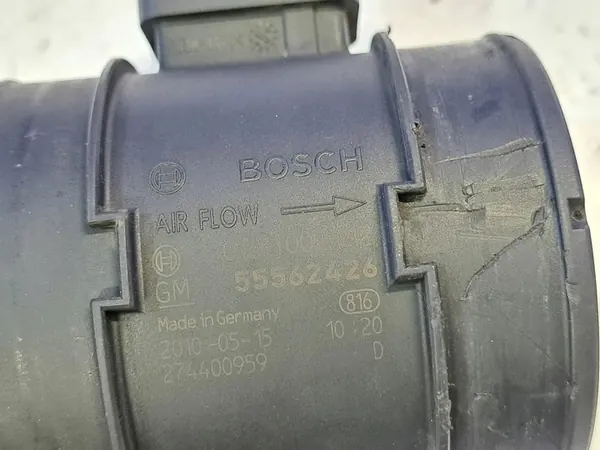 BOSCH
AIR FLOW
GM 55562426
Made in Germany 816
2010-05-15 10:20
274400959 D